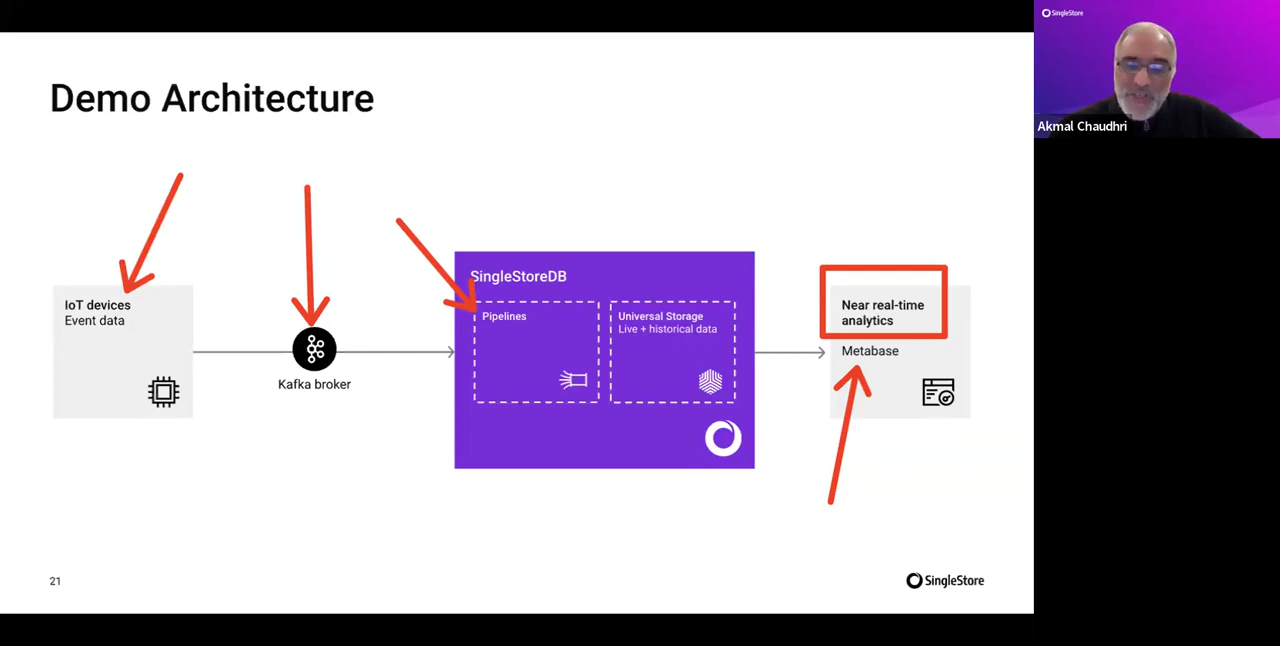 Demo Architecture
IoT devices
Event data
Kafka broker
SingleStoreDB
Pipelines
Universal Storage
Live + historical data
Near real-time
analytics
Metabase
21
SingleStore
SingleStore
Akmal Chaudhri